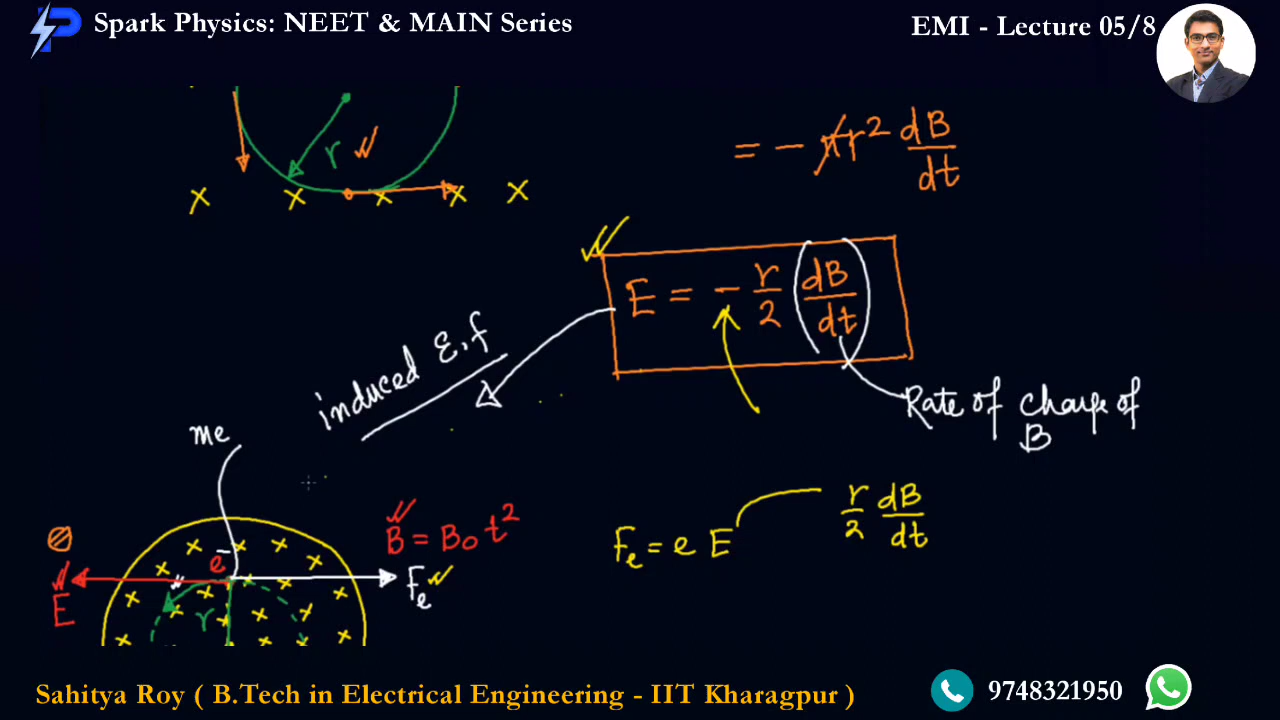 Spark Physics: NEET & MAIN Series
EMI - Lecture 05/8
r
x x x x x
= - πr² dB/dt
E = - r/2 (dB/dt)
induced E.f
Rate of Charge of
B
me
B = B₀t²
Fe = e E
r/2 dB/dt
e
E
Fe
r
Sahitya Roy ( B.Tech in Electrical Engineering - IIT Kharagpur )
9748321950